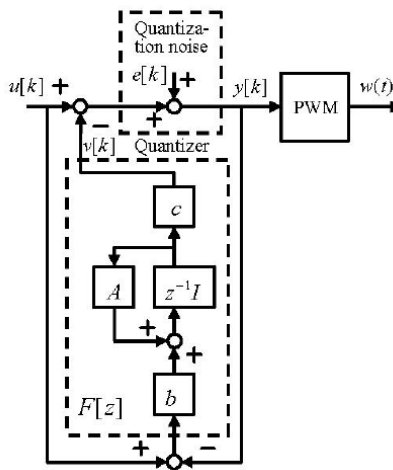 Quantiza-
tion noise
u[k] + e[k] + y[k] w(t)
+ PWM
−
v[k] Quantizer
c
A z⁻¹I
+
+
b
F[z]
+ −